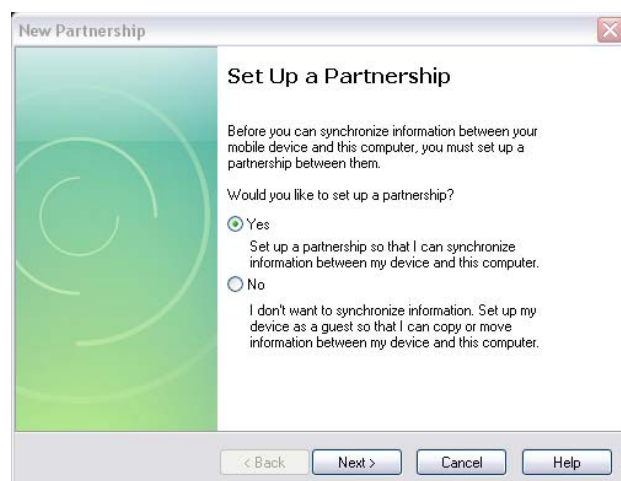 New Partnership
Set Up a Partnership
Before you can synchronize information between your
mobile device and this computer, you must set up a
partnership between them.
Would you like to set up a partnership?
Yes
Set up a partnership so that I can synchronize
information between my device and this computer.
No
I don't want to synchronize information. Set up my
device as a guest so that I can copy or move
information between my device and this computer.
< Back Next > Cancel Help